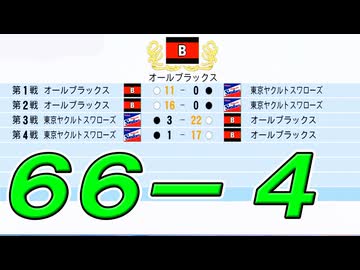 B
オールブラックス
第1戦 オールブラックス B ○ 11 - 0 ● 東京ヤクルトスワローズ
第2戦 オールブラックス B ○ 16 - 0 ● 東京ヤクルトスワローズ
第3戦 東京ヤクルトスワローズ ● 3 - 22 ○ B オールブラックス
第4戦 東京ヤクルトスワローズ ● 1 - 17 ○ B オールブラックス
66-4